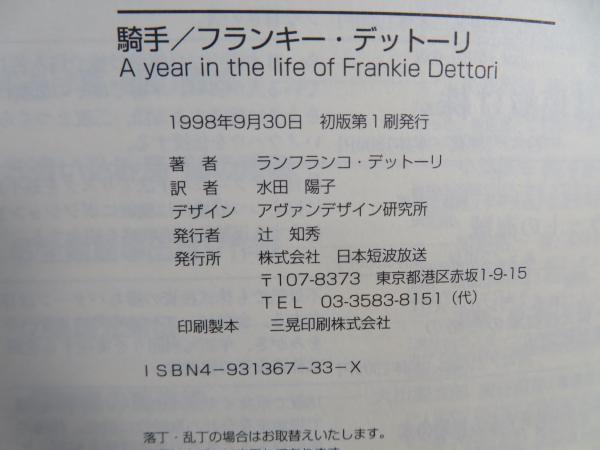 騎手／フランキー・デットーリ
A year in the life of Frankie Dettori
1998年9月30日　初版第1刷発行
著　者　ランフランコ・デットーリ
訳　者　水田　陽子
デザイン　アヴァンデザイン研究所
発行者　辻　知秀
発行所　株式会社　日本短波放送
〒107-8373　東京都港区赤坂1-9-15
TEL　03-3583-8151（代）
印刷製本　三晃印刷株式会社
ISBN4-931367-33-X
落丁・乱丁の場合はお取替えいたします。